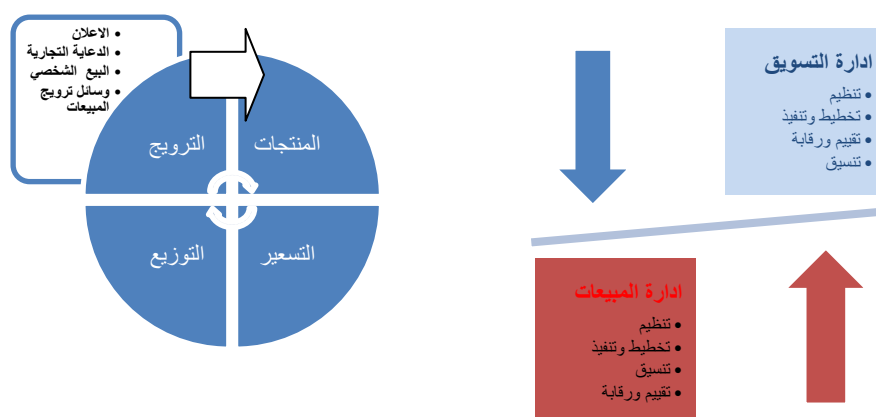 ادارة التسويق
• تنظيم
• تخطيط وتنفيذ
• تقييم ورقابة
• تنسيق
ادارة المبيعات
• تنظيم
• تخطيط وتنفيذ
• تنسيق
• تقييم ورقابة
• الاعلان
• الدعاية التجارية
• البيع الشخصي
• وسائل ترويج
المبيعات
المنتجات
الترويج
التسعير
التوزيع